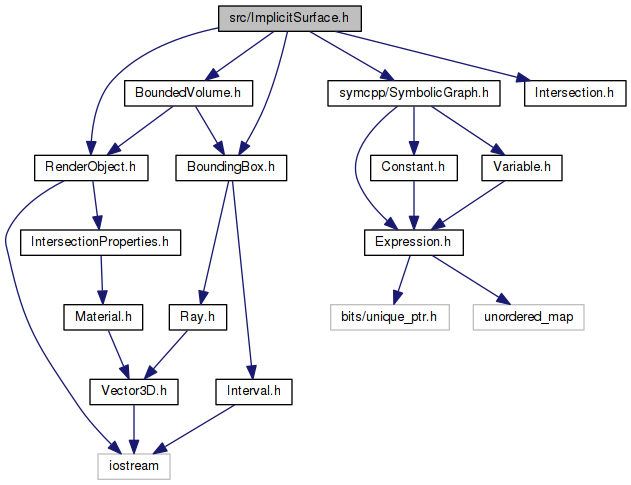 src/ImplicitSurface.h
BoundedVolume.h
symcpp/SymbolicGraph.h
Intersection.h
RenderObject.h
BoundingBox.h
Constant.h
Variable.h
IntersectionProperties.h
Expression.h
Material.h
Ray.h
bits/unique_ptr.h
unordered_map
Vector3D.h
Interval.h
iostream